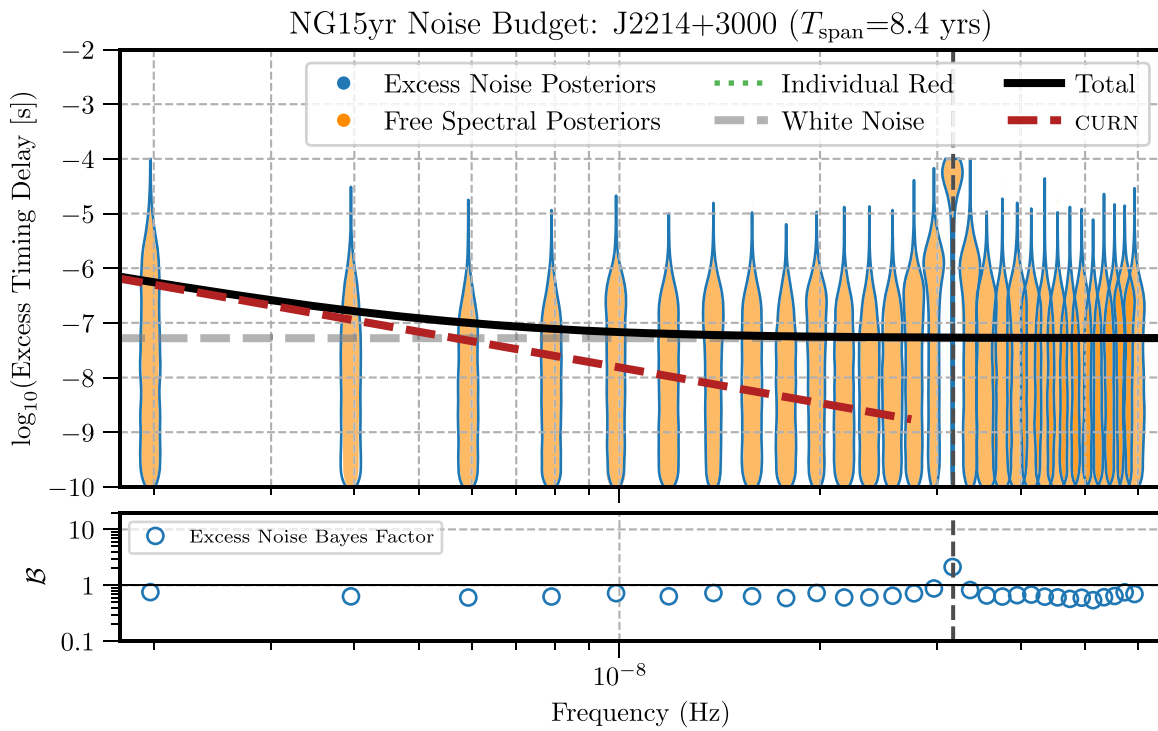 NG15yr Noise Budget: J2214+3000 (T_span=8.4 yrs)
−2
−3
−4
−5
−6
−7
−8
−9
−10
log₁₀(Excess Timing Delay [s])
Excess Noise Posteriors
Free Spectral Posteriors
Individual Red
White Noise
Total
CURN
10
1
0.1
ℬ
Excess Noise Bayes Factor
10⁻⁸
Frequency (Hz)